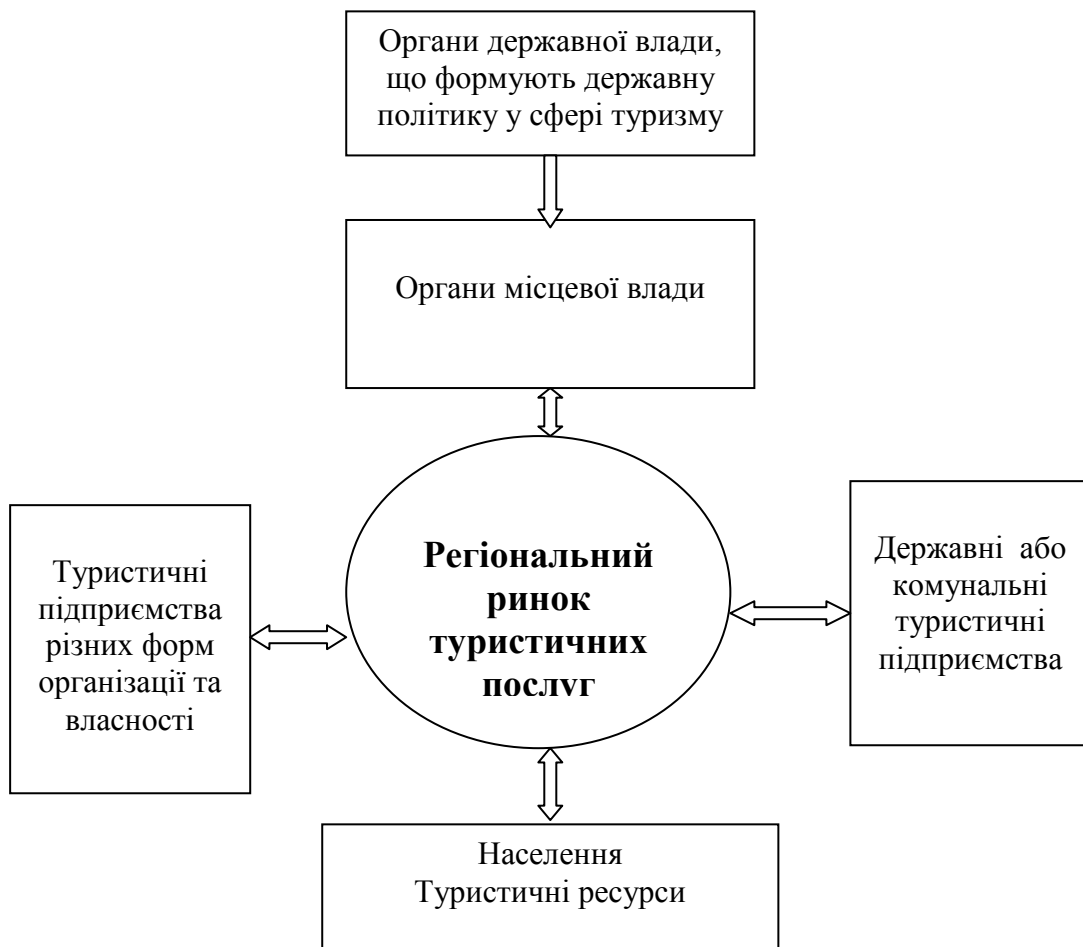 Органи державної влади,
що формують державну
політику у сфері туризму
Органи місцевої влади
Регіональний
ринок
туристичних
послуг
Туристичні
підприємства
різних форм
організації та
власності
Державні або
комунальні
туристичні
підприємства
Населення
Туристичні ресурси